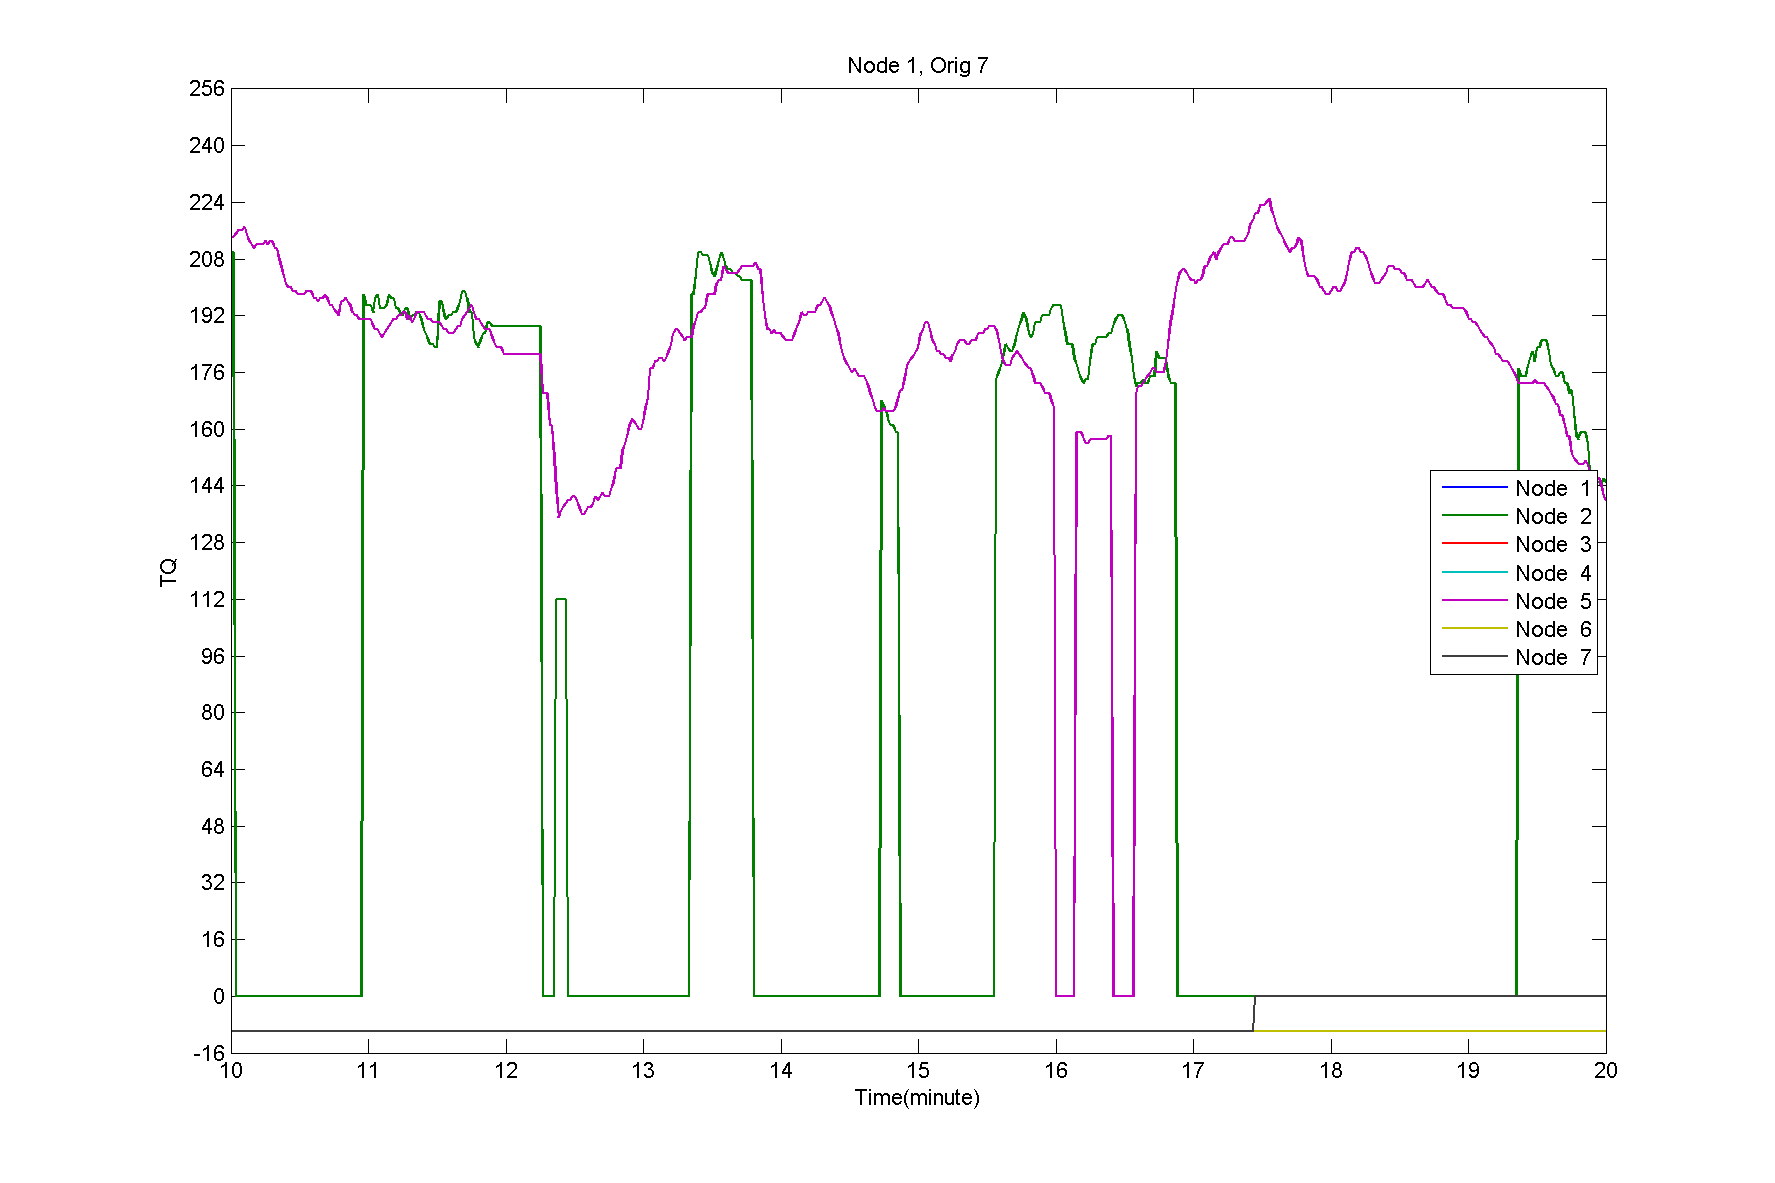 Node 1, Orig 7
256
240
224
208
192
176
160
144
128
112
96
80
64
48
32
16
0
-16
TQ
Node 1
Node 2
Node 3
Node 4
Node 5
Node 6
Node 7
10 11 12 13 14 15 16 17 18 19 20
Time(minute)